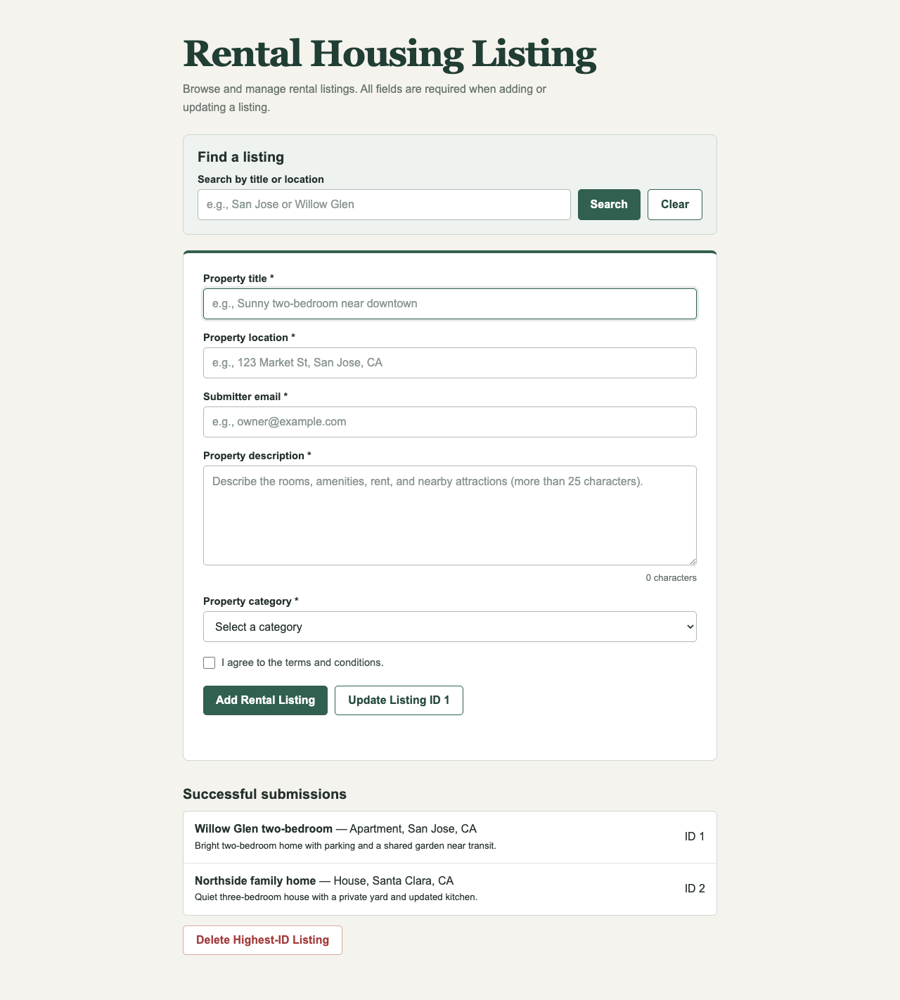 Rental Housing Listing
Browse and manage rental listings. All fields are required when adding or
updating a listing.
Find a listing
Search by title or location
e.g., San Jose or Willow Glen
Search
Clear
Property title *
e.g., Sunny two-bedroom near downtown
Property location *
e.g., 123 Market St, San Jose, CA
Submitter email *
e.g., owner@example.com
Property description *
Describe the rooms, amenities, rent, and nearby attractions (more than 25 characters).
0 characters
Property category *
Select a category
I agree to the terms and conditions.
Add Rental Listing
Update Listing ID 1
Successful submissions
Willow Glen two-bedroom — Apartment, San Jose, CA
Bright two-bedroom home with parking and a shared garden near transit.
ID 1
Northside family home — House, Santa Clara, CA
Quiet three-bedroom house with a private yard and updated kitchen.
ID 2
Delete Highest-ID Listing